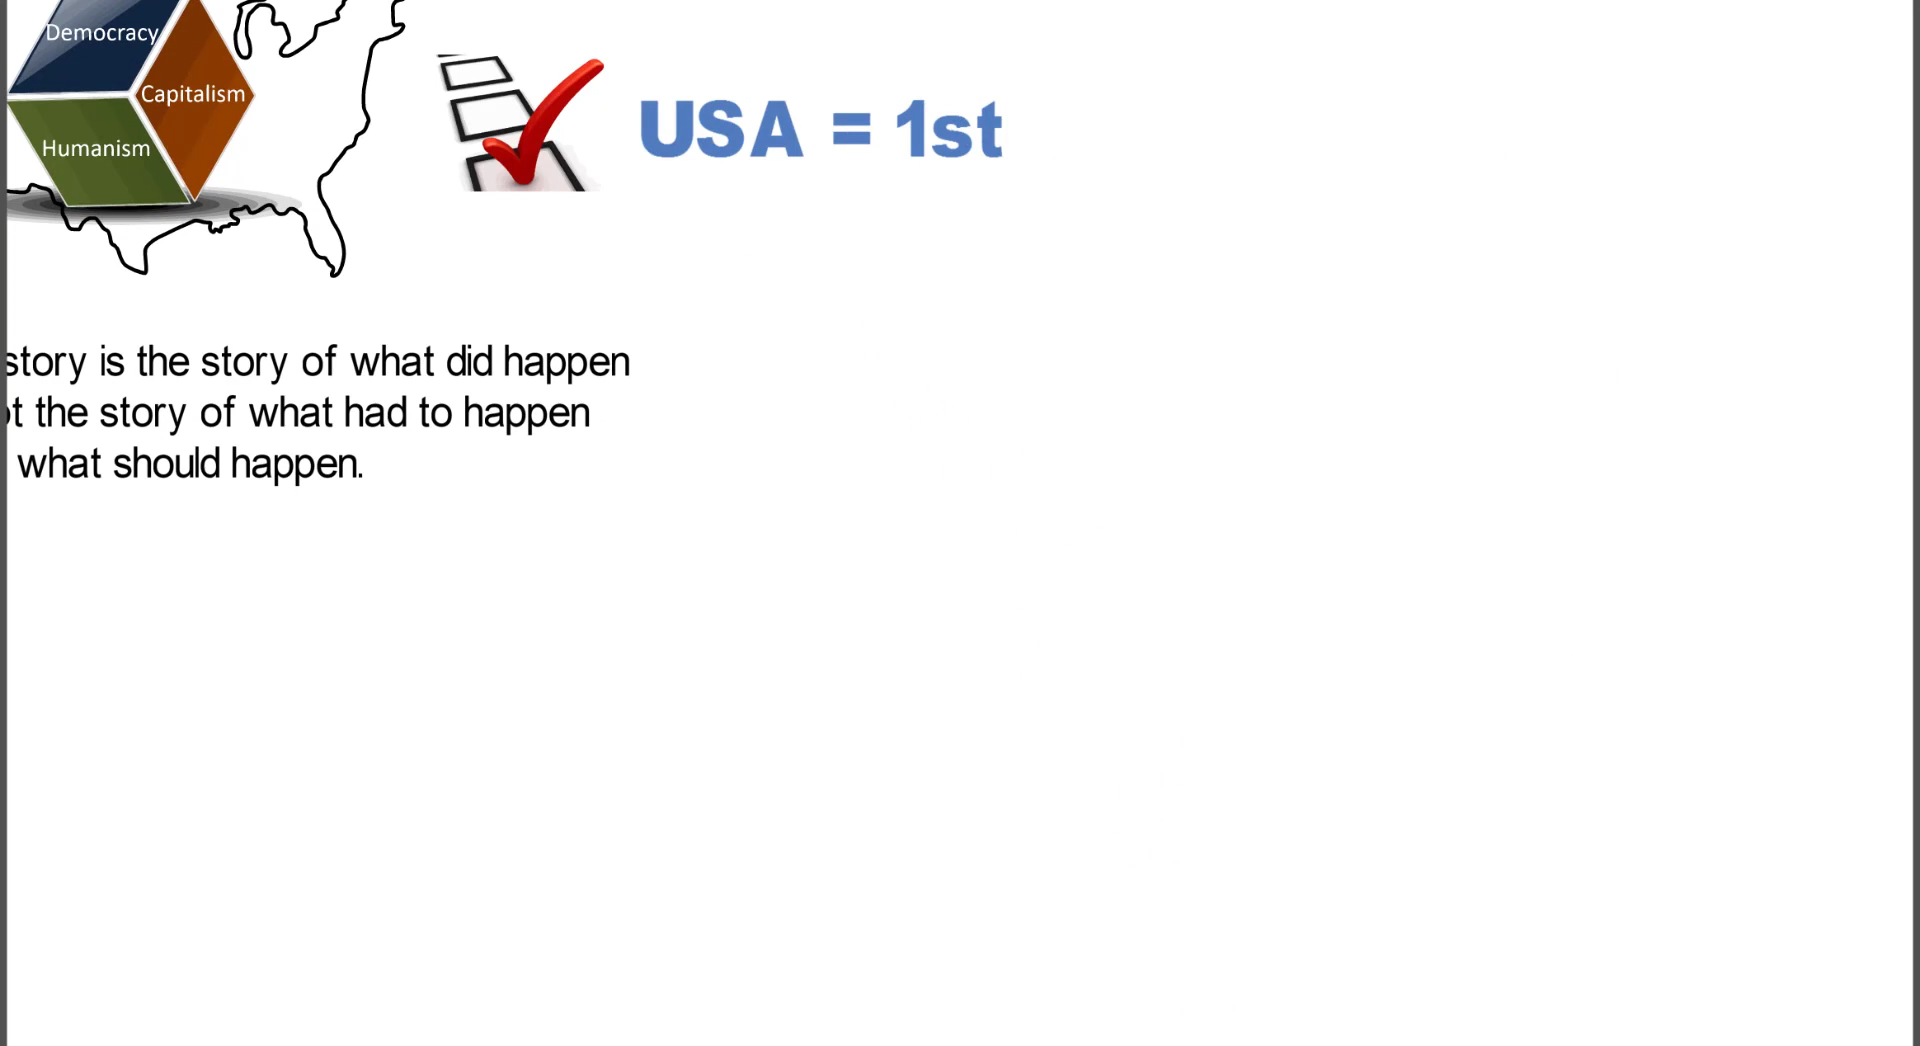 Democracy
Capitalism
Humanism
USA = 1st
story is the story of what did happen
t the story of what had to happen
what should happen.